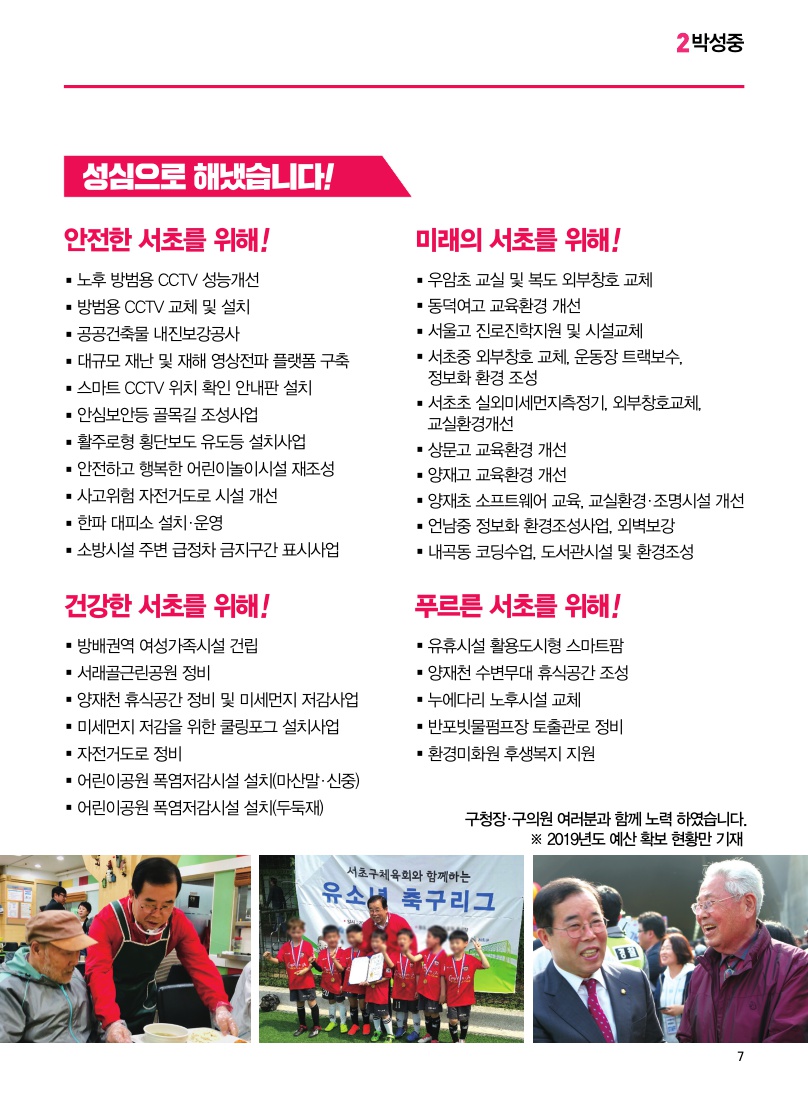 2 박성중
성심으로 해냈습니다!
안전한 서초를 위해!
▪ 노후 방범용 CCTV 성능개선
▪ 방범용 CCTV 교체 및 설치
▪ 공공건축물 내진보강공사
▪ 대규모 재난 및 재해 영상전파 플랫폼 구축
▪ 스마트 CCTV 위치 확인 안내판 설치
▪ 안심보안등 골목길 조성사업
▪ 활주로형 횡단보도 유도등 설치사업
▪ 안전하고 행복한 어린이놀이시설 재조성
▪ 사고위험 자전거도로 시설 개선
▪ 한파 대피소 설치·운영
▪ 소방시설 주변 급정차 금지구간 표시사업
미래의 서초를 위해!
▪ 우암초 교실 및 복도 외부창호 교체
▪ 동덕여고 교육환경 개선
▪ 서울고 진로진학지원 및 시설교체
▪ 서초중 외부창호 교체, 운동장 트랙보수,
정보화 환경 조성
▪ 서초초 실외미세먼지측정기, 외부창호교체,
교실환경개선
▪ 상문고 교육환경 개선
▪ 양재고 교육환경 개선
▪ 양재초 소프트웨어 교육, 교실환경·조명시설 개선
▪ 언남중 정보화 환경조성사업, 외벽보강
▪ 내곡동 코딩수업, 도서관시설 및 환경조성
건강한 서초를 위해!
▪ 방배권역 여성가족시설 건립
▪ 서래골근린공원 정비
▪ 양재천 휴식공간 정비 및 미세먼지 저감사업
▪ 미세먼지 저감을 위한 쿨링포그 설치사업
▪ 자전거도로 정비
▪ 어린이공원 폭염저감시설 설치(마산말·신중)
▪ 어린이공원 폭염저감시설 설치(두둑재)
푸르른 서초를 위해!
▪ 유휴시설 활용도시형 스마트팜
▪ 양재천 수변무대 휴식공간 조성
▪ 누에다리 노후시설 교체
▪ 반포빗물펌프장 토출관로 정비
▪ 환경미화원 후생복지 지원
구청장·구의원 여러분과 함께 노력 하였습니다.
※ 2019년도 예산 확보 현황만 기재
서초구체육회와 함께하는
유소년 축구리그
7